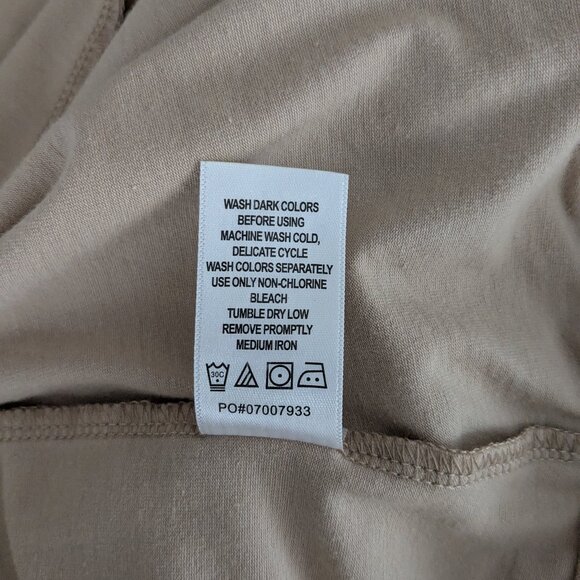 WASH DARK COLORS
BEFORE USING
MACHINE WASH COLD,
DELICATE CYCLE
WASH COLORS SEPARATELY
USE ONLY NON-CHLORINE
BLEACH
TUMBLE DRY LOW
REMOVE PROMPTLY
MEDIUM IRON
30C
PO#07007933